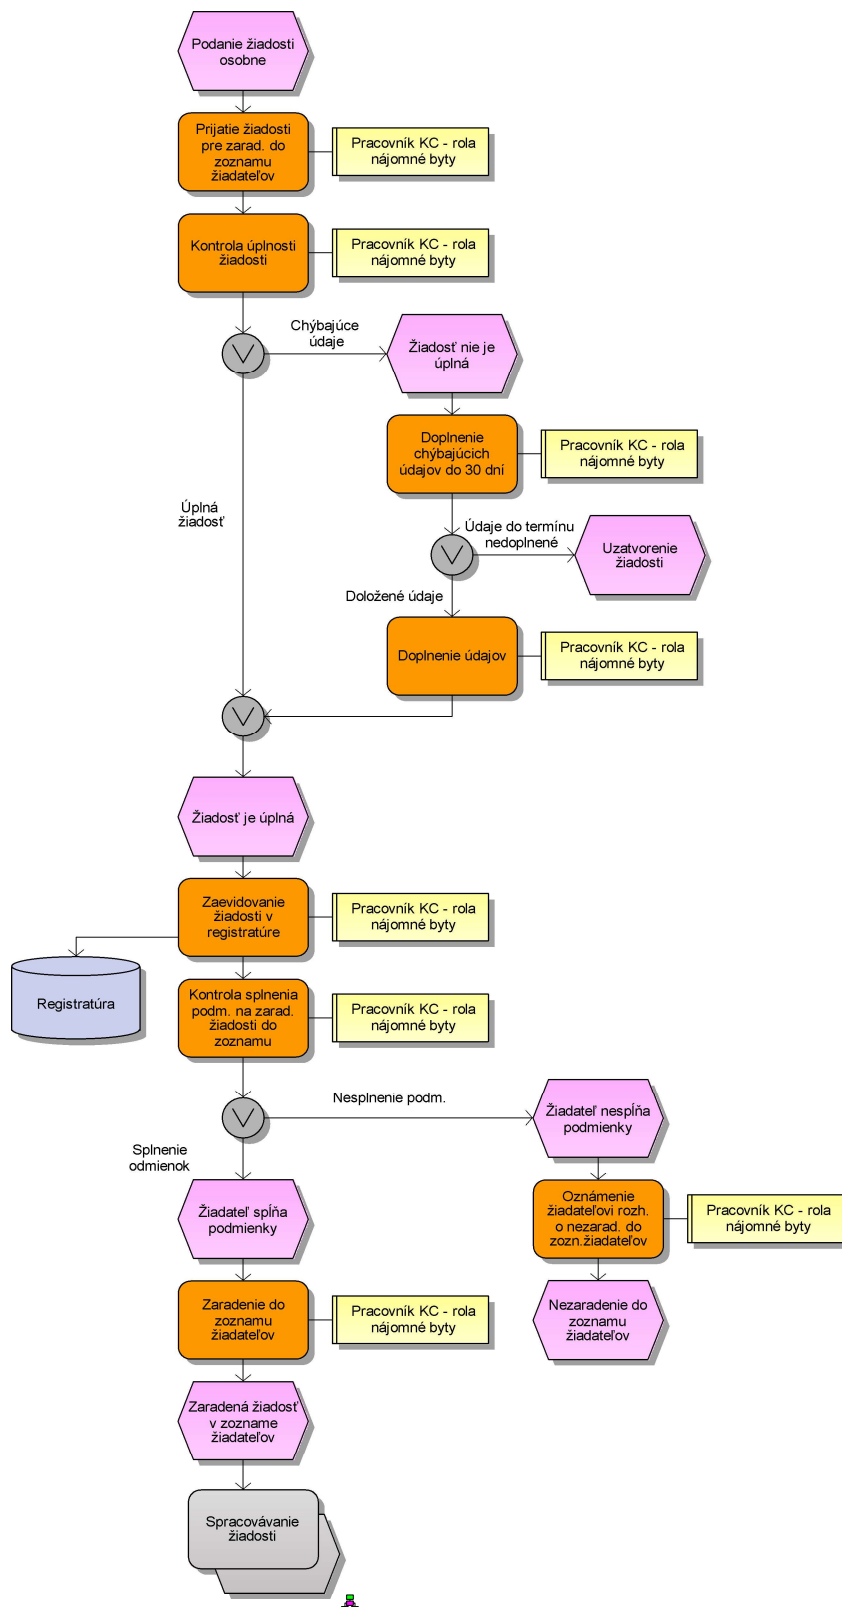 Podanie žiadosti
osobne
Prijatie žiadosti
pre zarad. do
zoznamu
žiadateľov
Pracovník KC - rola
nájomné byty
Kontrola úplnosti
žiadosti
Pracovník KC - rola
nájomné byty
Chýbajúce
údaje
Žiadosť nie je
úplná
Doplnenie
chýbajúcich
údajov do 30 dní
Pracovník KC - rola
nájomné byty
Úplná
žiadosť
Údaje do termínu
nedoplnené
Uzatvorenie
žiadosti
Doložené údaje
Doplnenie údajov
Pracovník KC - rola
nájomné byty
Žiadosť je úplná
Zaevidovanie
žiadosti v
registratúre
Pracovník KC - rola
nájomné byty
Registratúra
Kontrola splnenia
podm. na zarad.
žiadosti do
zoznamu
Pracovník KC - rola
nájomné byty
Nesplnenie podm.
Žiadateľ nespĺňa
podmienky
Splnenie
odmienok
Žiadateľ spĺňa
podmienky
Oznámenie
žiadateľovi rozh.
o nezarad. do
zozn.žiadateľov
Pracovník KC - rola
nájomné byty
Zaradenie do
zoznamu
žiadateľov
Pracovník KC - rola
nájomné byty
Nezaradenie do
zoznamu
žiadateľov
Zaradená žiadosť
v zozname
žiadateľov
Spracovávanie
žiadosti